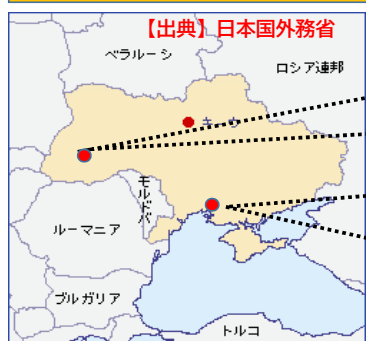 【出典】日本国外務省
ベラルーシ
ロシア連邦
キーウ
モルドバ
ルーマニア
ブルガリア
トルコ